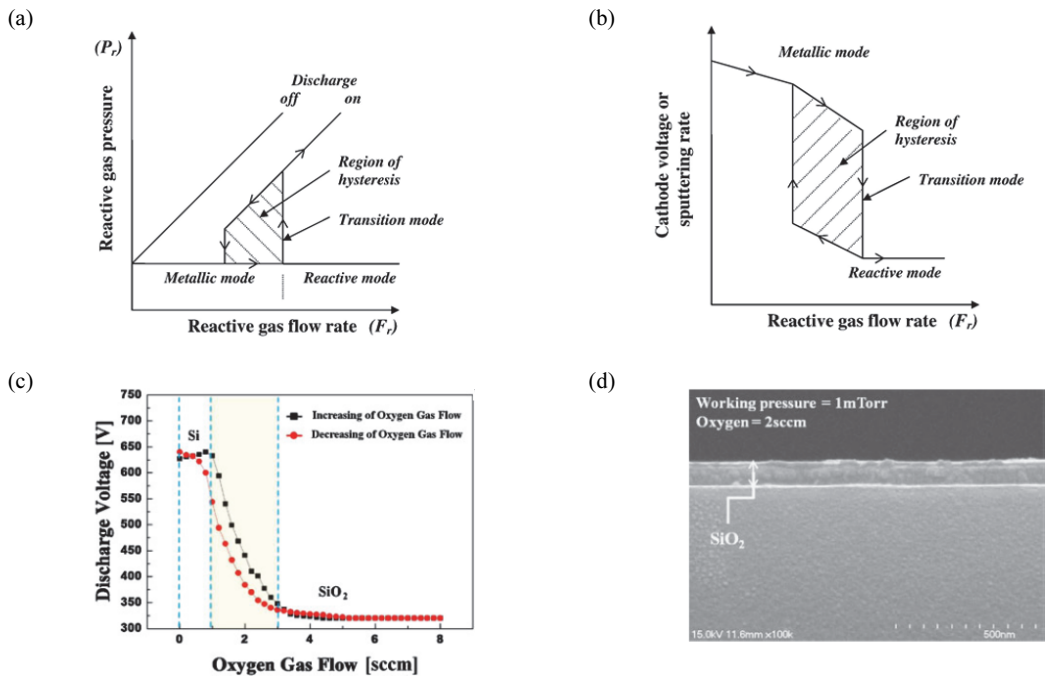 (a)
(P_r)
Reactive gas pressure
Discharge
off on
Region of
hysteresis
Transition mode
Metallic mode
Reactive mode
Reactive gas flow rate (F_r)
(b)
Cathode voltage or
sputtering rate
Metallic mode
Region of
hysteresis
Transition mode
Reactive mode
Reactive gas flow rate (F_r)
(c)
Discharge Voltage [V]
750
700
650
600
550
500
450
400
350
300
Si
Increasing of Oxygen Gas Flow
Decreasing of Oxygen Gas Flow
SiO₂
0 2 4 6 8
Oxygen Gas Flow [sccm]
(d)
Working pressure = 1mTorr
Oxygen = 2sccm
SiO₂
15.0kV 11.6mm x100k 500nm